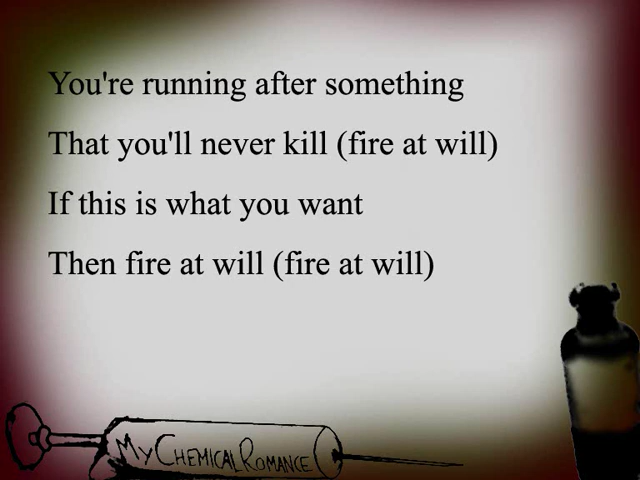 You're running after something
That you'll never kill (fire at will)
If this is what you want
Then fire at will (fire at will)
My Chemical Romance